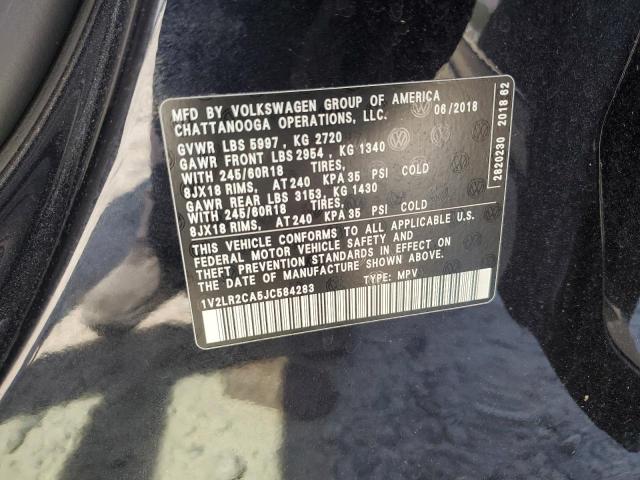 MFD BY VOLKSWAGEN GROUP OF AMERICA
CHATTANOOGA OPERATIONS, LLC. 06/2018
GVWR LBS 5997 , KG 2720
GAWR FRONT LBS 2954 , KG 1340
WITH 245/60R18 TIRES,
8JX18 RIMS, AT 240 KPA 35 PSI COLD
GAWR REAR LBS 3153, KG 1430
WITH 245/60R18 TIRES,
8JX18 RIMS, AT 240 KPA 35 PSI COLD
THIS VEHICLE CONFORMS TO ALL APPLICABLE U.S.
FEDERAL MOTOR VEHICLE SAFETY AND
THEFT PREVENTION STANDARDS IN EFFECT ON
THE DATE OF MANUFACTURE SHOWN ABOVE.
1V2LR2CA5JC584283 TYPE: MPV
2820230 2018 62